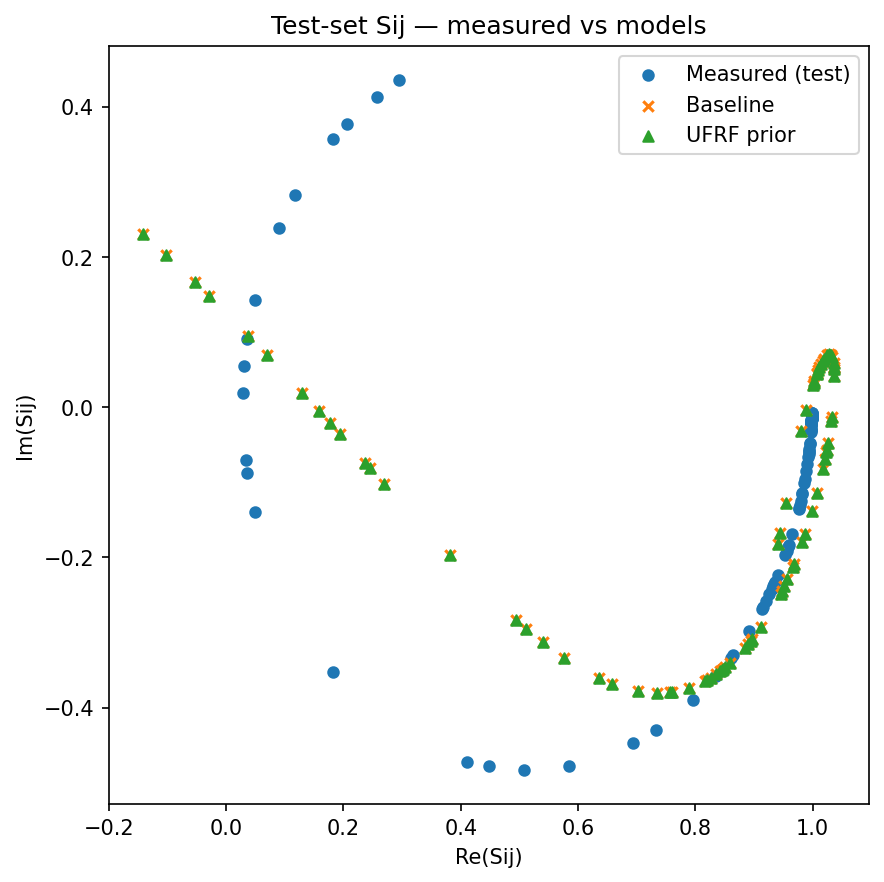 Test-set Sij — measured vs models
Measured (test)
Baseline
UFRF prior
Im(Sij)
0.4
0.2
0.0
−0.2
−0.4
−0.2
0.0
0.2
0.4
0.6
0.8
1.0
Re(Sij)